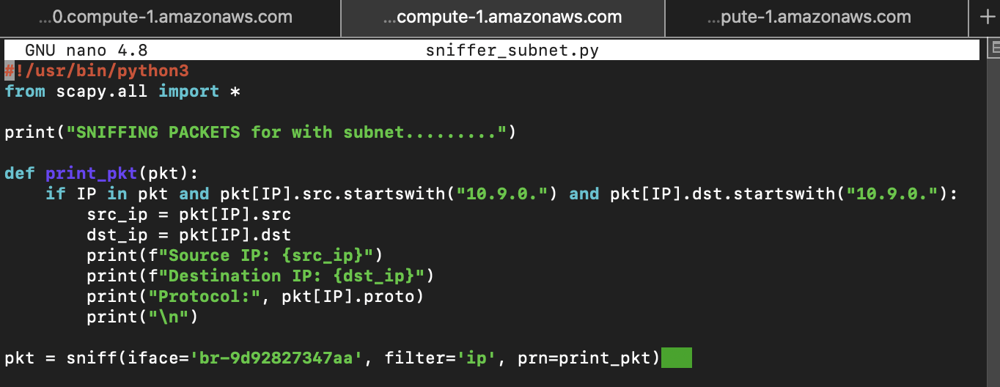 ...0.compute-1.amazonaws.com ...compute-1.amazonaws.com ...pute-1.amazonaws.com +
GNU nano 4.8 sniffer_subnet.py
#!/usr/bin/python3
from scapy.all import *
print("SNIFFING PACKETS for with subnet.........")
def print_pkt(pkt):
    if IP in pkt and pkt[IP].src.startswith("10.9.0.") and pkt[IP].dst.startswith("10.9.0."):
        src_ip = pkt[IP].src
        dst_ip = pkt[IP].dst
        print(f"Source IP: {src_ip}")
        print(f"Destination IP: {dst_ip}")
        print("Protocol:", pkt[IP].proto)
        print("\n")
pkt = sniff(iface='br-9d92827347aa', filter='ip', prn=print_pkt)